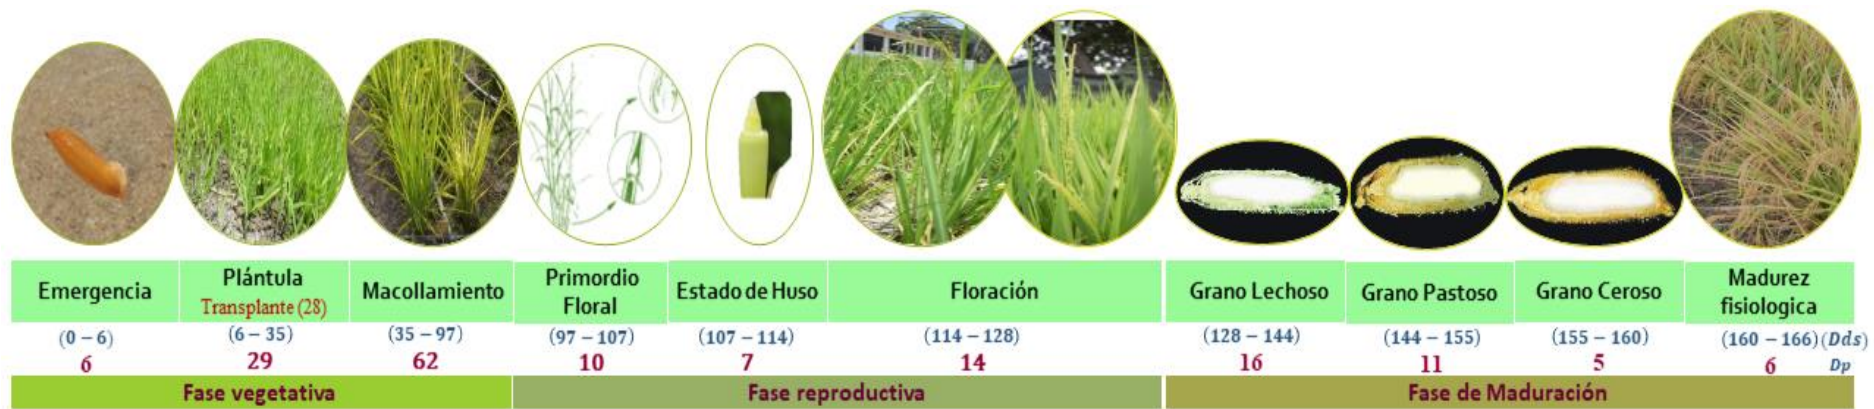 Emergencia
Plántula
Transplante (28)
Macollamiento
Primordio
Floral
Estado de Huso
Floración
Grano Lechoso
Grano Pastoso
Grano Ceroso
Madurez
fisiologica
(0 – 6)
(6 – 35)
(35 – 97)
(97 – 107)
(107 – 114)
(114 – 128)
(128 – 144)
(144 – 155)
(155 – 160)
(160 – 166) (Dds)
6
29
62
10
7
14
16
11
5
6
Dp
Fase vegetativa
Fase reproductiva
Fase de Maduración